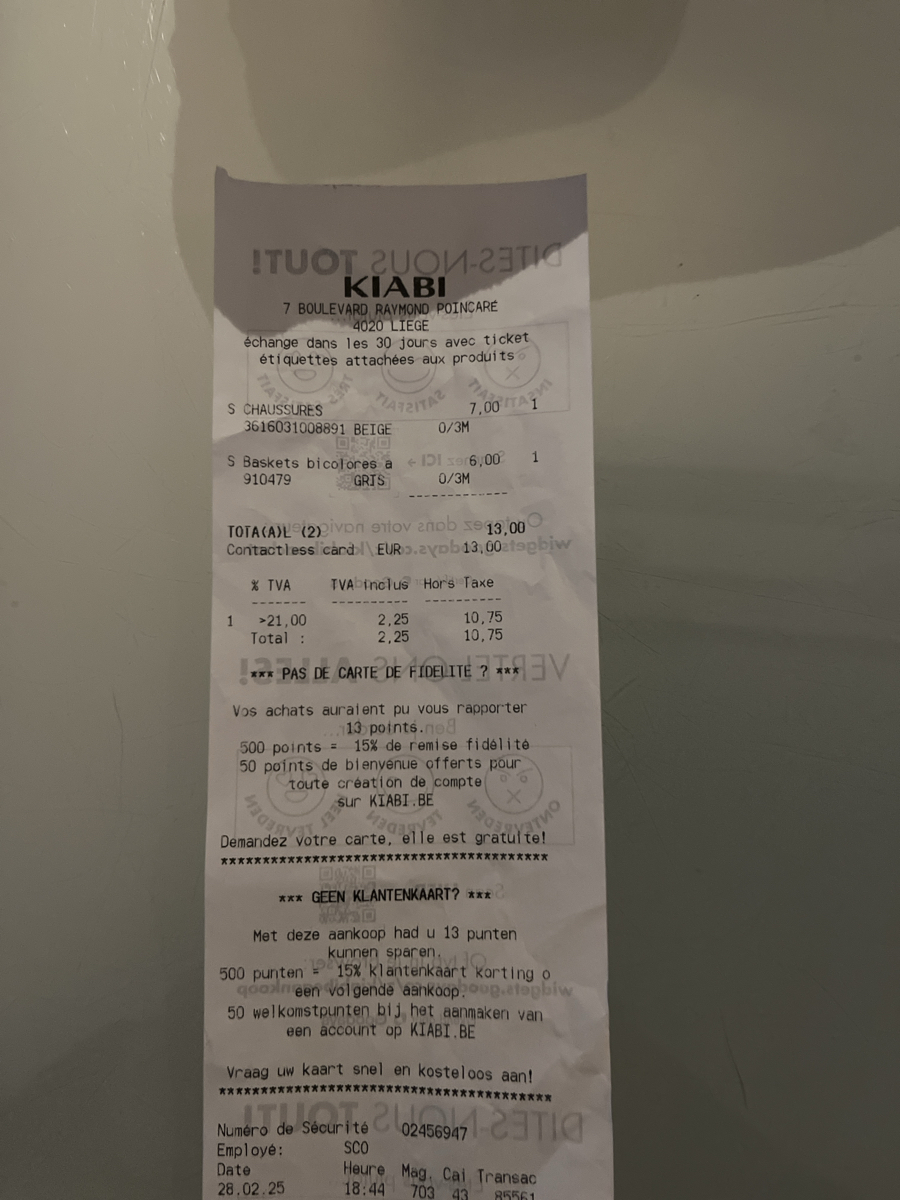 KIABI
7 BOULEVARD RAYMOND POINCARÉ
4020 LIEGE
échange dans les 30 jours avec ticket
étiquettes attachées aux produits
S CHAUSSURES 7,00 1
3616031008891 BEIGE 0/3M
S Baskets bicolores a 6,00 1
910479 GRIS 0/3M
TOTA(A)L (2) 13,00
Contactless card EUR 13,00
% TVA TVA inclus Hors Taxe
1 >21,00 2,25 10,75
Total : 2,25 10,75
*** PAS DE CARTE DE FIDELITE ? ***
Vos achats auraient pu vous rapporter
13 points.
500 points = 15% de remise fidélité
50 points de bienvenue offerts pour
toute création de compte
sur KIABI.BE
Demandez votre carte, elle est gratuite!
***************************************
*** GEEN KLANTENKAART? ***
Met deze aankoop had u 13 punten
kunnen sparen.
500 punten = 15% klantenkaart korting o
een volgende aankoop.
50 welkomstpunten bij het aanmaken van
een account op KIABI.BE
Vraag uw kaart snel en kosteloos aan!
***************************************
Numéro de Sécurité 02456947
Employé: SCO
Date Heure Mag. Cai Transac
28.02.25 18:44 703 43 85561